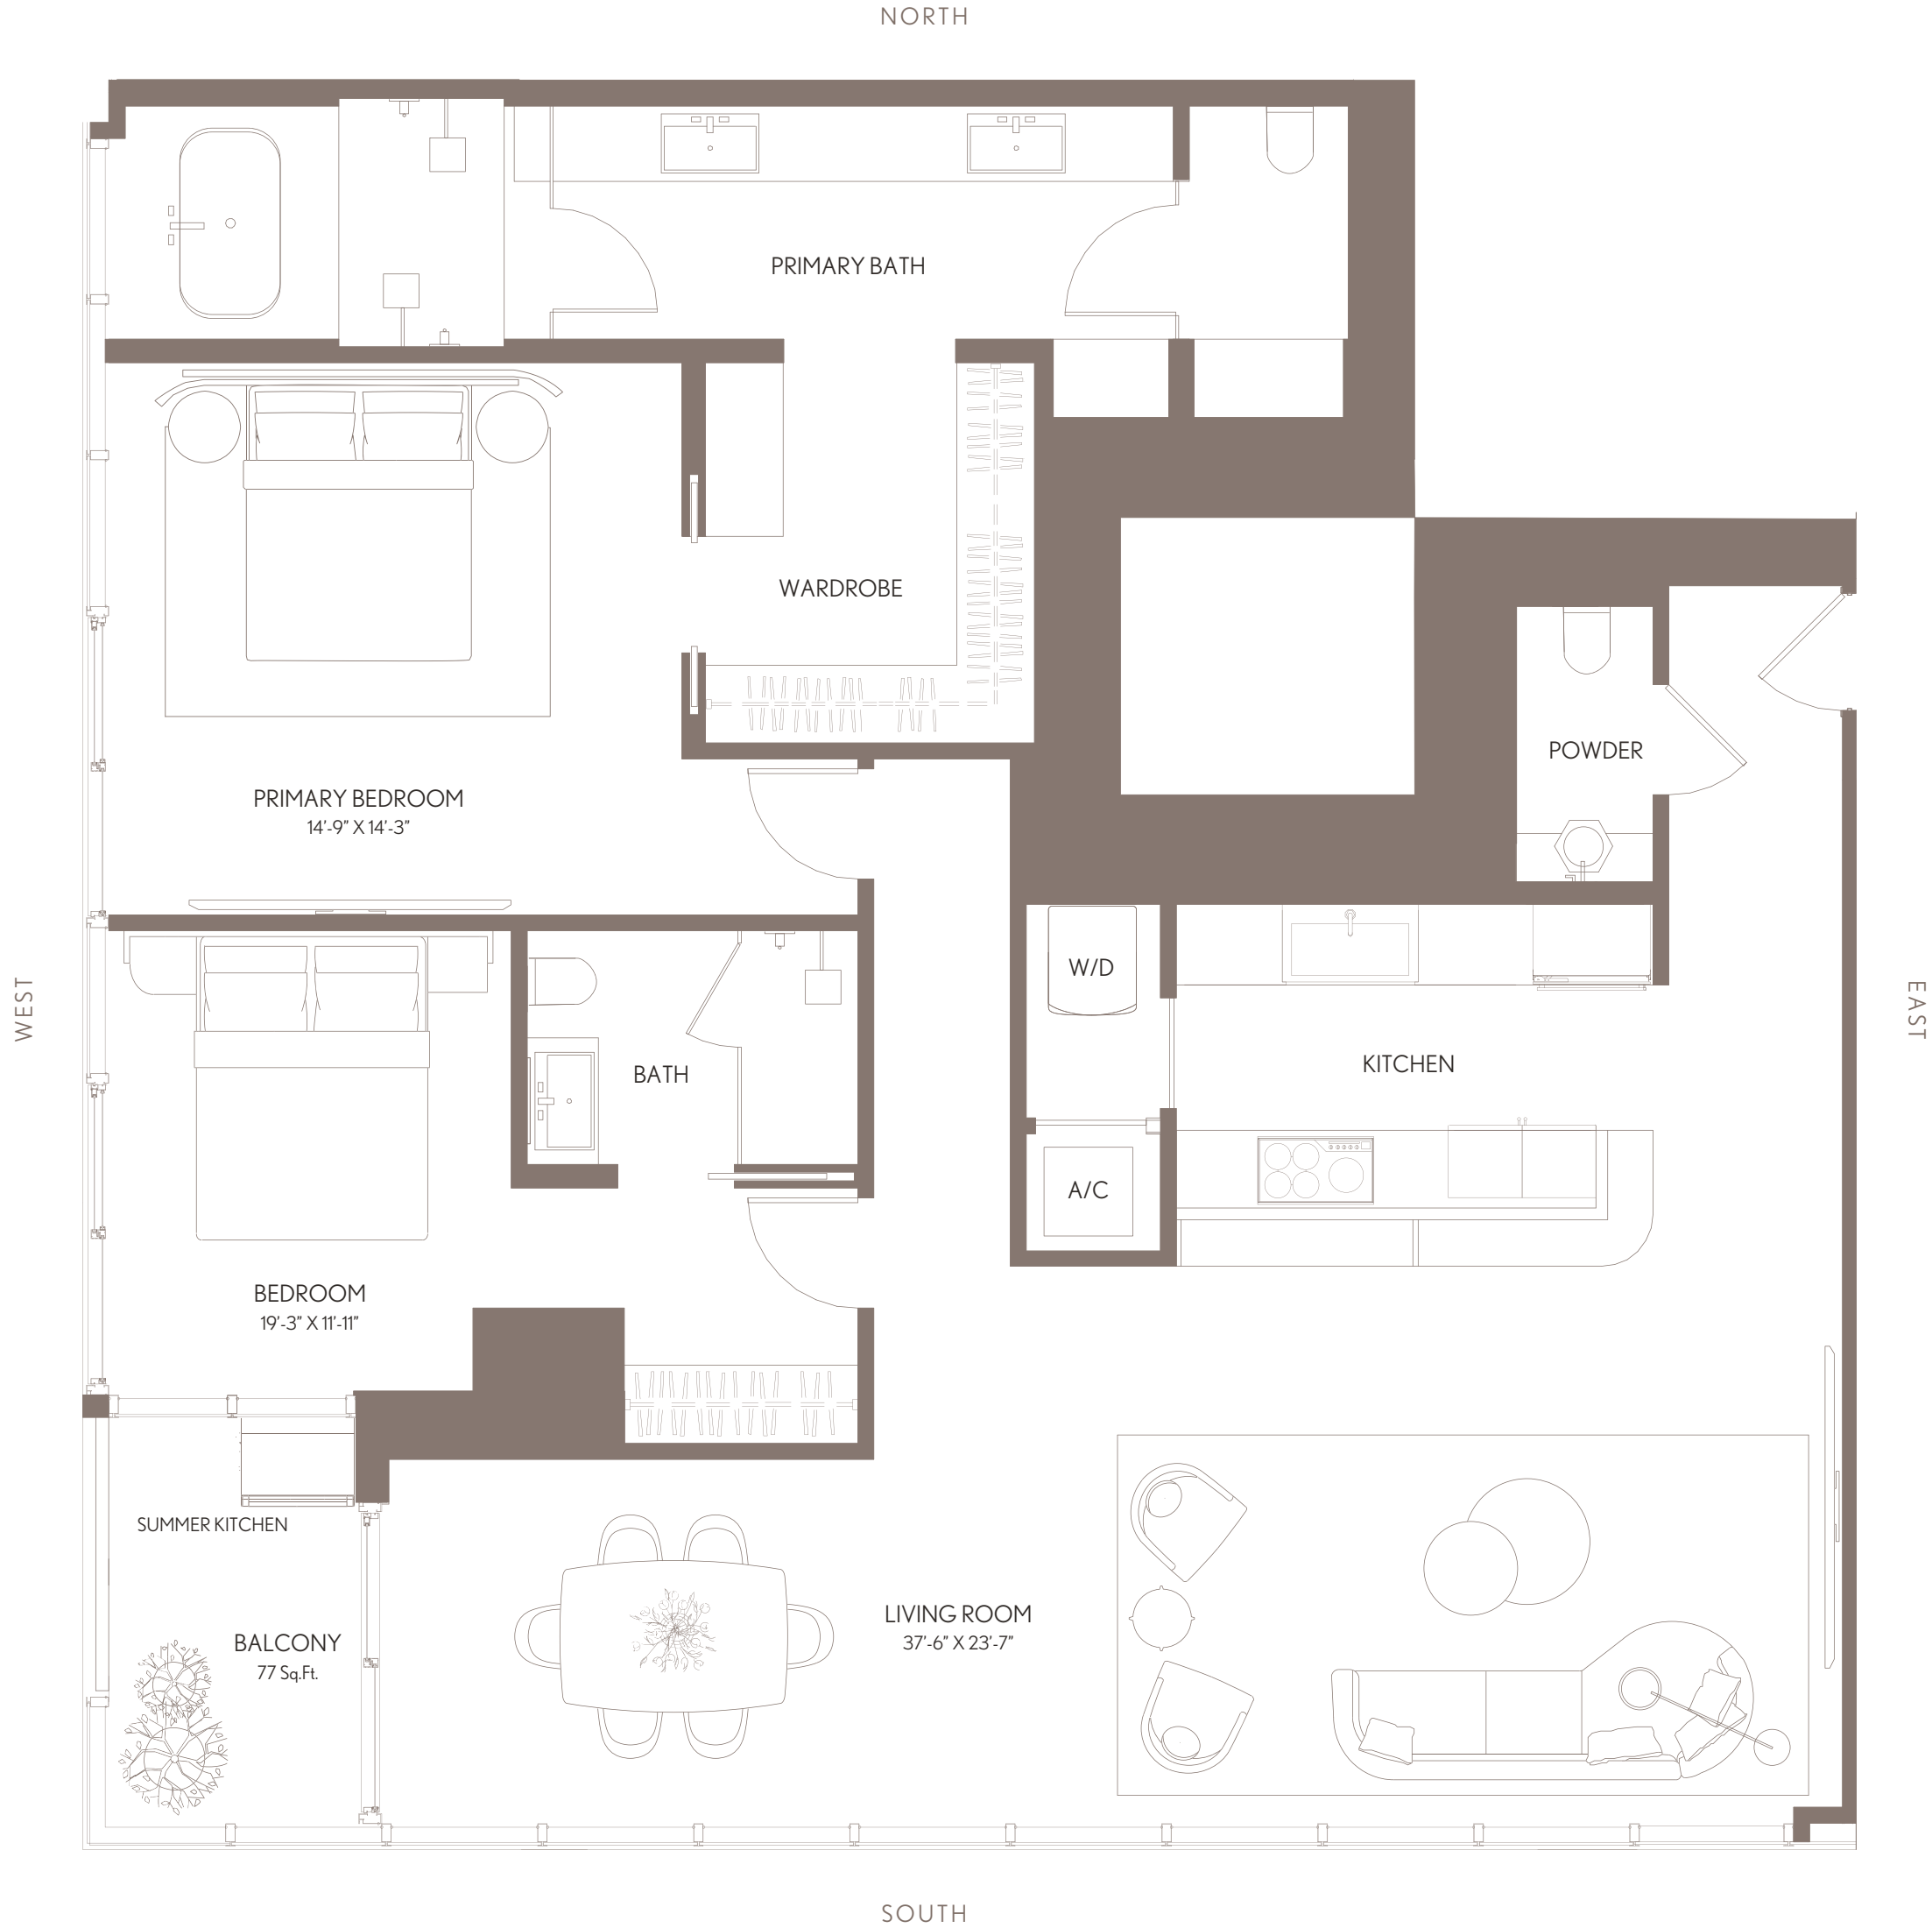 NORTH
PRIMARY BATH
WARDROBE
POWDER
PRIMARY BEDROOM
14'-9" X 14'-3"
W/D
WEST
EAST
KITCHEN
BATH
A/C
BEDROOM
19'-3" X 11'-11"
SUMMER KITCHEN
LIVING ROOM
37'-6" X 23'-7"
BALCONY
77 Sq.Ft.
SOUTH